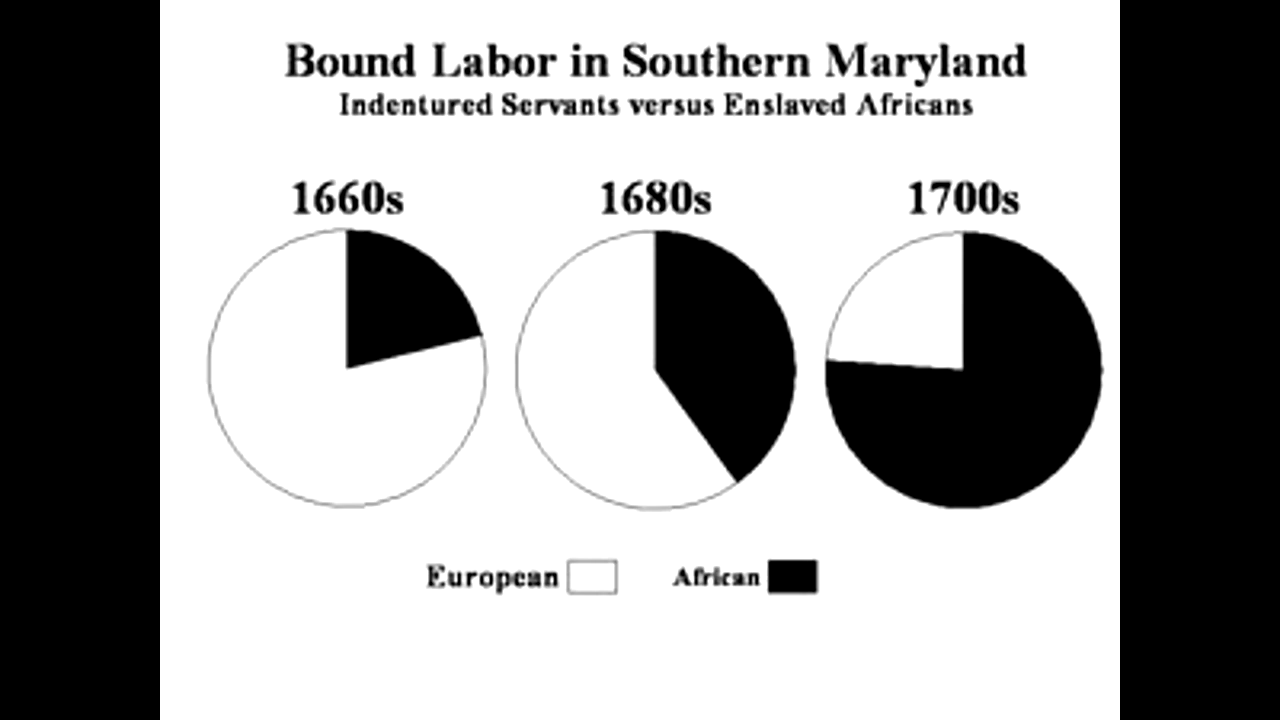 Bound Labor in Southern Maryland
Indentured Servants versus Enslaved Africans
1660s 1680s 1700s
European African